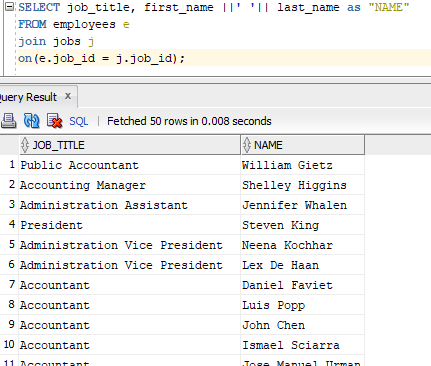 SELECT job_title, first_name ||' '|| last_name as "NAME"
FROM employees e
join jobs j
on(e.job_id = j.job_id);
Query Result x
SQL | Fetched 50 rows in 0.008 seconds
JOB_TITLE NAME
1 Public Accountant William Gietz
2 Accounting Manager Shelley Higgins
3 Administration Assistant Jennifer Whalen
4 President Steven King
5 Administration Vice President Neena Kochhar
6 Administration Vice President Lex De Haan
7 Accountant Daniel Faviet
8 Accountant Luis Popp
9 Accountant John Chen
10 Accountant Ismael Sciarra
11 Accountant Jose Manuel Urman